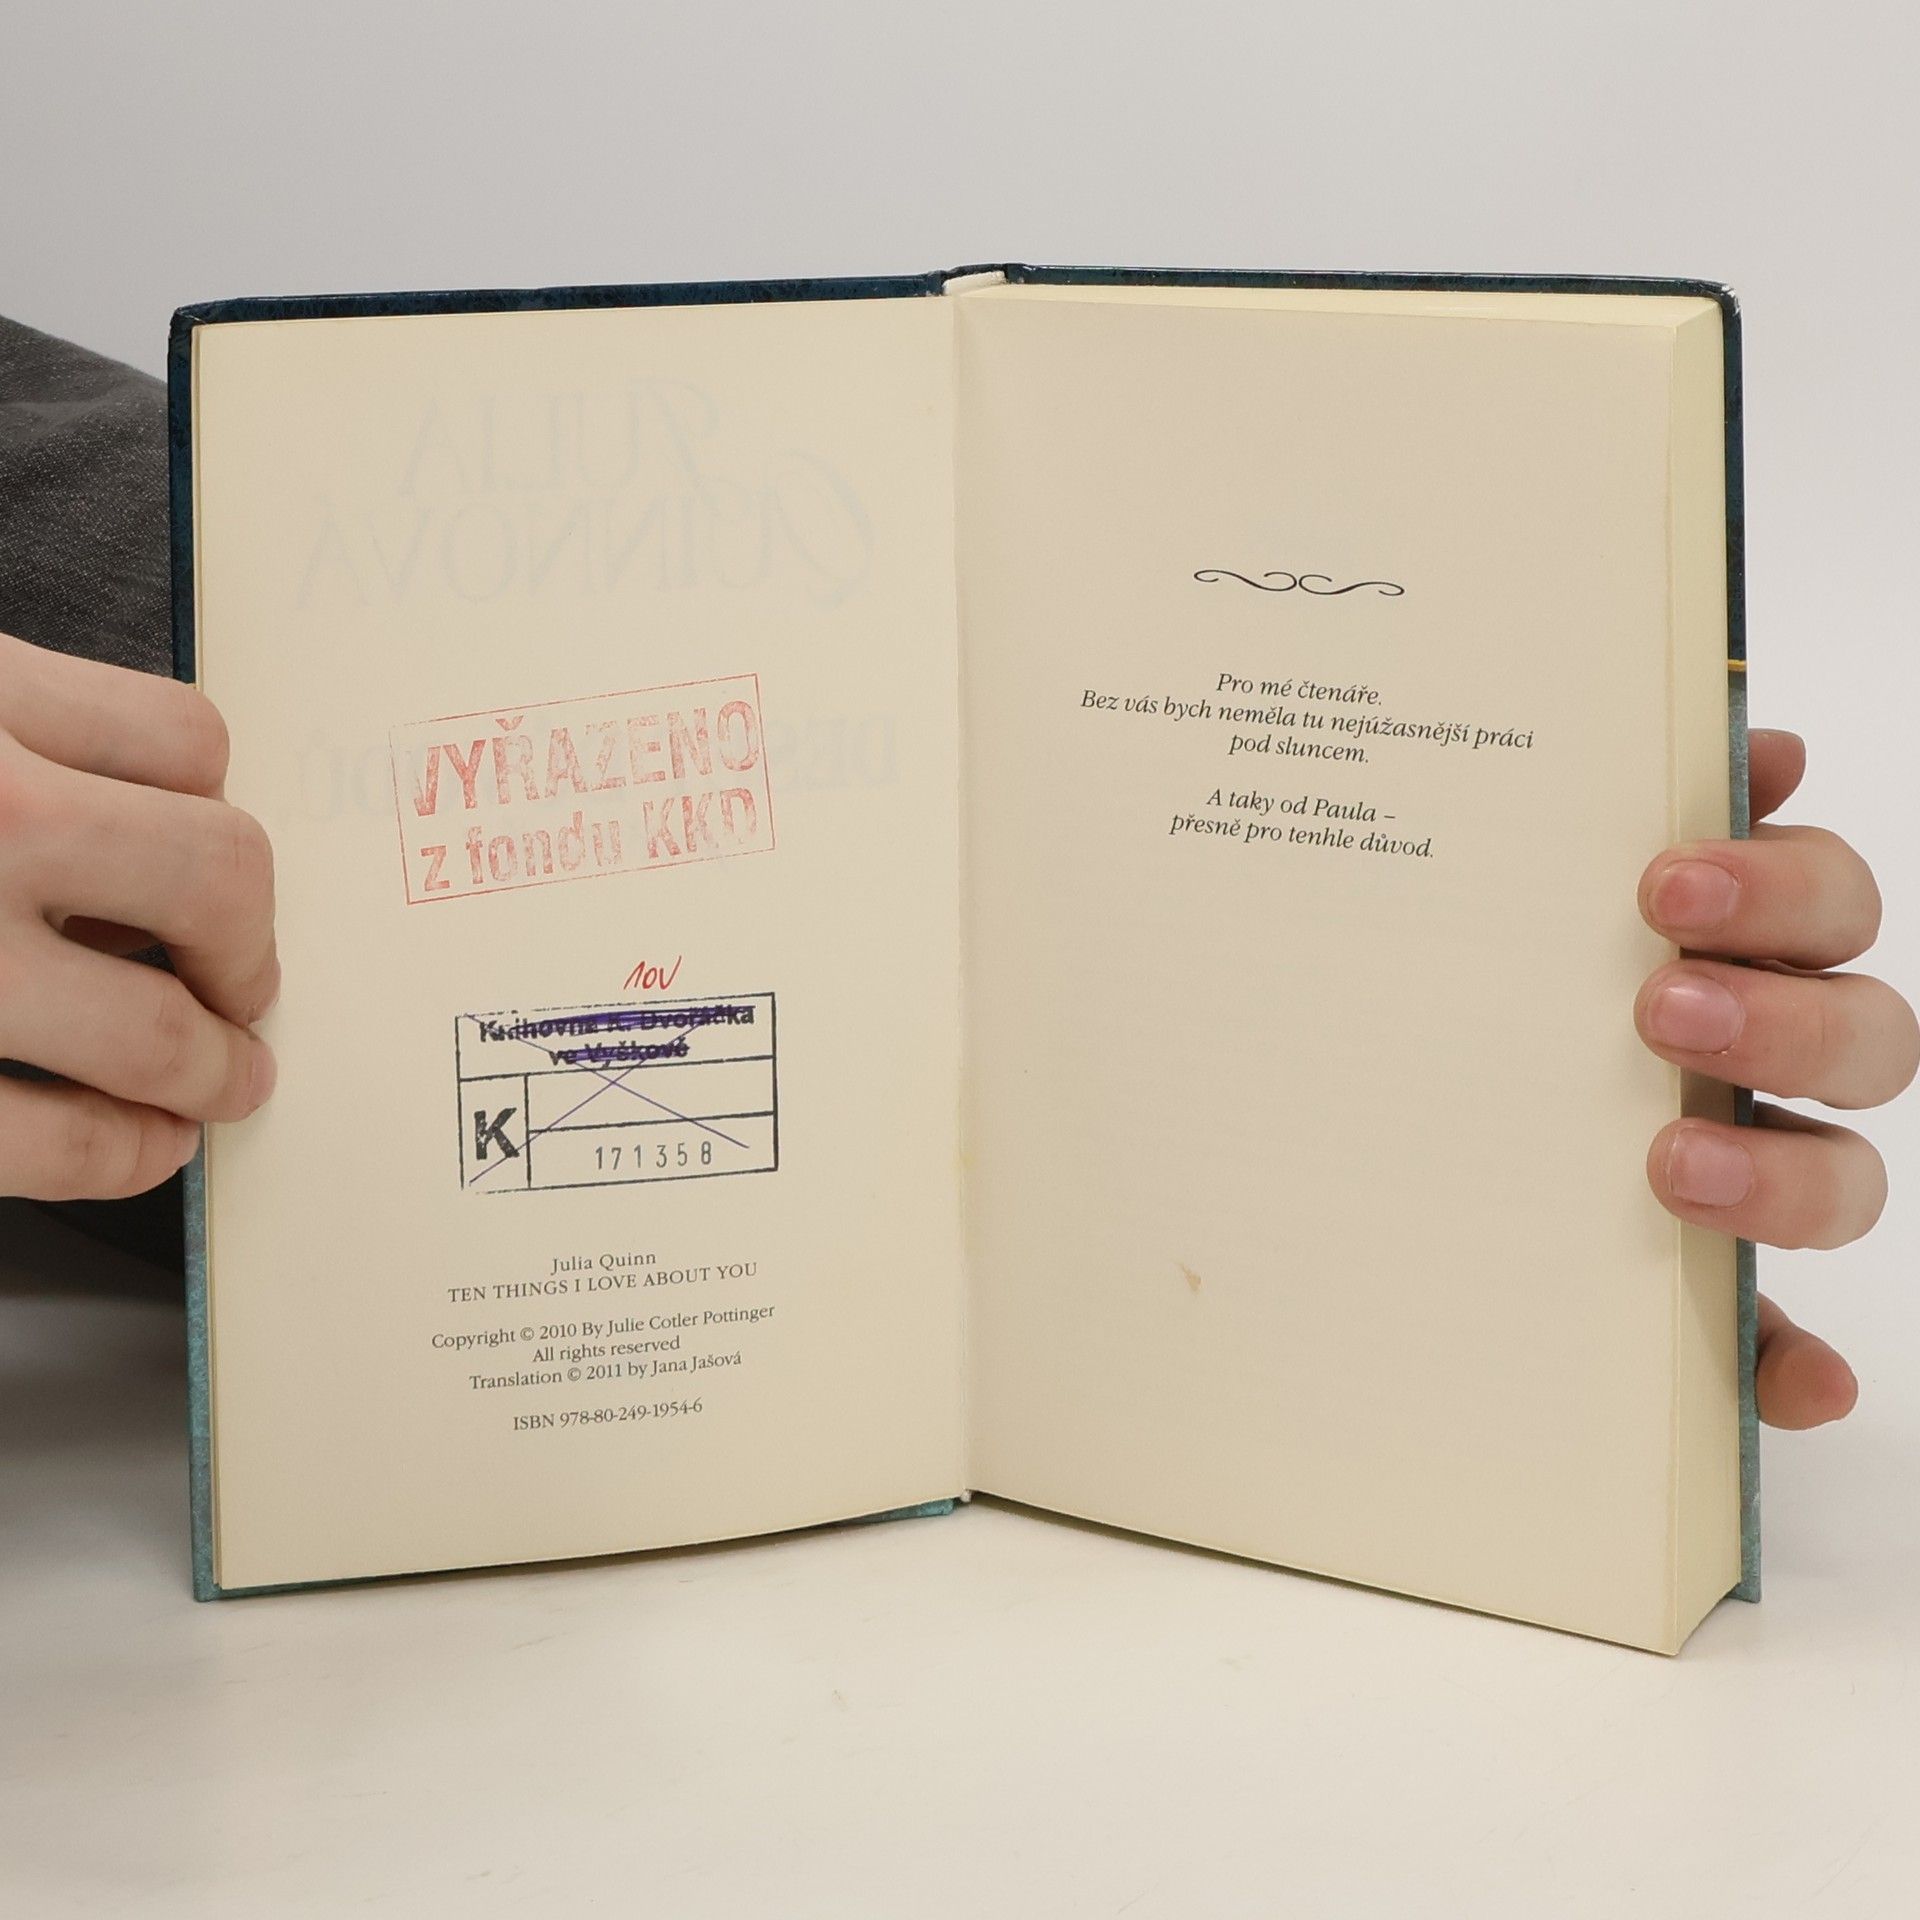 VYŘAZENO
z fondu KKD
nov
Knihovna K. Dvořáčka
ve Vyškově
K
171358
Julia Quinn
TEN THINGS I LOVE ABOUT YOU
Copyright © 2010 By Julie Cotler Pottinger
All rights reserved
Translation © 2011 by Jana Jašová
ISBN 978-80-249-1954-6
Pro mé čtenáře.
Bez vás bych neměla tu nejúžasnější práci
pod sluncem.
A taky od Paula –
přesně pro tenhle důvod.